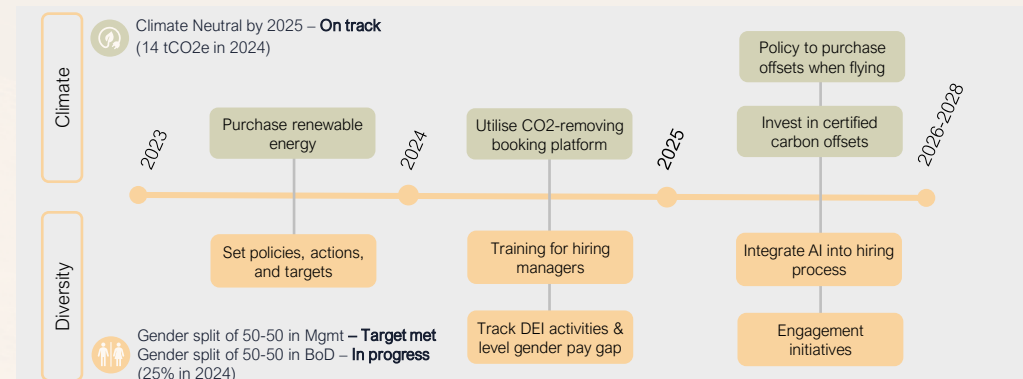 Climate
Climate Neutral by 2025 – On track
(14 tCO2e in 2024)
2023
Purchase renewable
energy
2024
Utilise CO2-removing
booking platform
2025
Policy to purchase
offsets when flying
Invest in certified
carbon offsets
2026-2028
Diversity
Set policies, actions,
and targets
Training for hiring
managers
Track DEI activities &
level gender pay gap
Integrate AI into hiring
process
Engagement
initiatives
Gender split of 50-50 in Mgmt – Target met
Gender split of 50-50 in BoD – In progress
(25% in 2024)